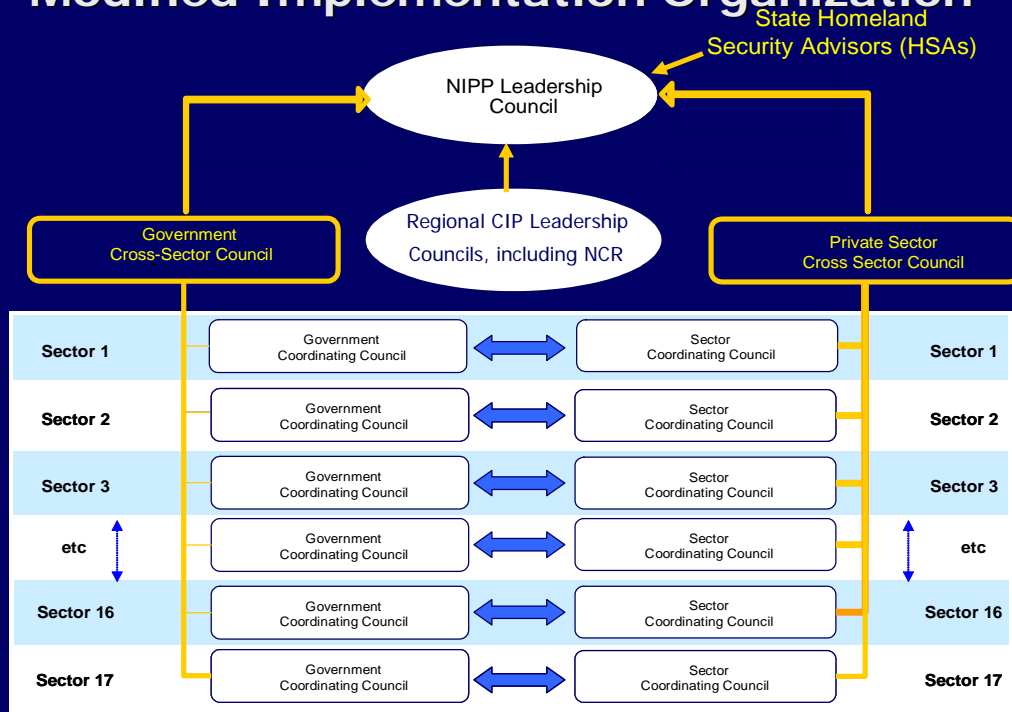 Modified Implementation Organization
State Homeland
Security Advisors (HSAs)
NIPP Leadership
Council
Regional CIP Leadership
Councils, including NCR
Government
Cross-Sector Council
Private Sector
Cross Sector Council
Sector 1
Government
Coordinating Council
Sector
Coordinating Council
Sector 1
Sector 2
Government
Coordinating Council
Sector
Coordinating Council
Sector 2
Sector 3
Government
Coordinating Council
Sector
Coordinating Council
Sector 3
etc
Government
Coordinating Council
Sector
Coordinating Council
etc
Sector 16
Government
Coordinating Council
Sector
Coordinating Council
Sector 16
Sector 17
Government
Coordinating Council
Sector
Coordinating Council
Sector 17